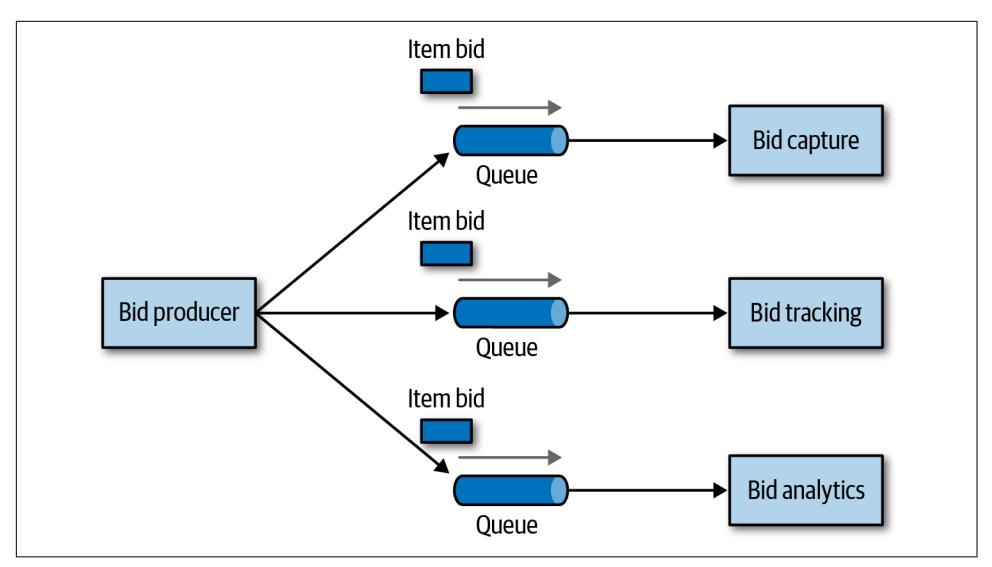 Item bid
Queue
Bid capture
Item bid
Bid producer
Queue
Bid tracking
Item bid
Queue
Bid analytics